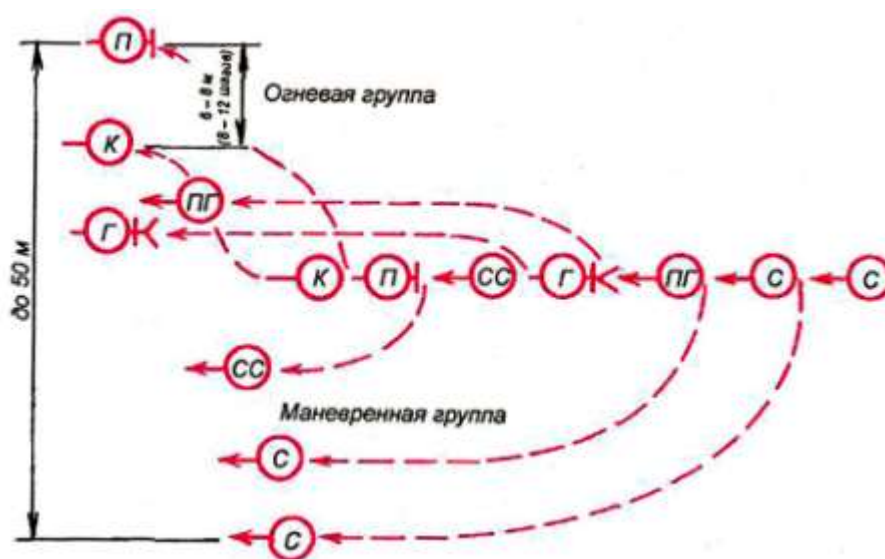 П
6 – 8 м
(8 – 12 шагов)
Огневая группа
К
ПГ
Г
до 50 м
К П СС Г ПГ С С
СС
Маневренная группа
С
С